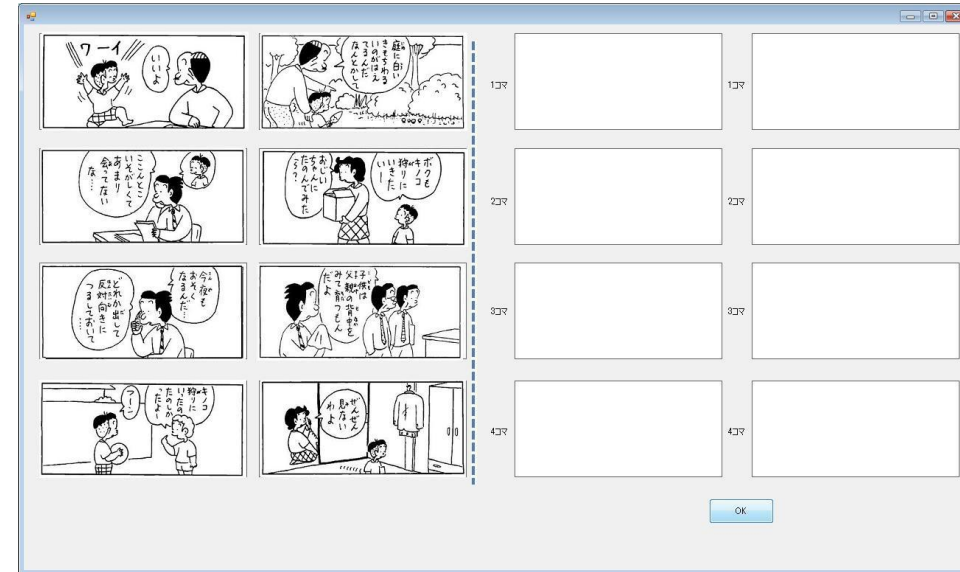 ワーイ
いいよ
庭に白い
きもちわる
いのがはえ
てるんだ
なんとかして
ここんとこ
いそがしくて
あまり
会ってない
な…
ボクも
キノコ
狩りに
いきた
いー!
おじい
ちゃんに
たのんでみた
ら?
今夜も
おそく
なるんだ…
どれか出して
反対向きに
つるしておいて
…
子供は
父親の背中を
みて育つもん
だよ
キノコ
狩りに
いったの
たのしか
ったよ〜
フーン
ぜんぜん
見ない
わよ
1コマ
1コマ
2コマ
2コマ
3コマ
3コマ
4コマ
4コマ
OK